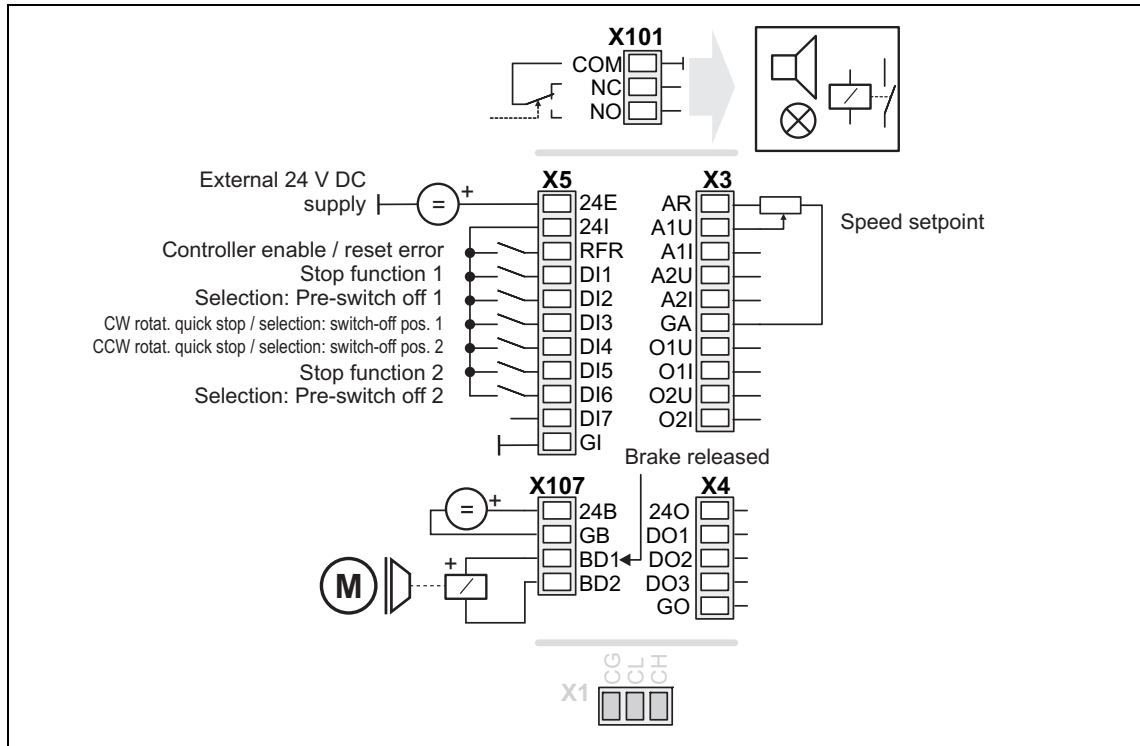 X101
COM
NC
NO
X5
External 24 V DC
supply
=
+
24E
24I
Controller enable / reset error
RFR
Stop function 1
DI1
Selection: Pre-switch off 1
DI2
CW rotat. quick stop / selection: switch-off pos. 1
DI3
CCW rotat. quick stop / selection: switch-off pos. 2
DI4
Stop function 2
DI5
Selection: Pre-switch off 2
DI6
DI7
GI
X3
AR
A1U
Speed setpoint
A1I
A2U
A2I
GA
O1U
O1I
O2U
O2I
Brake released
X107
=
+
24B
GB
BD1
BD2
M
+
X4
24O
DO1
DO2
DO3
GO
X1
CG
CL
CH